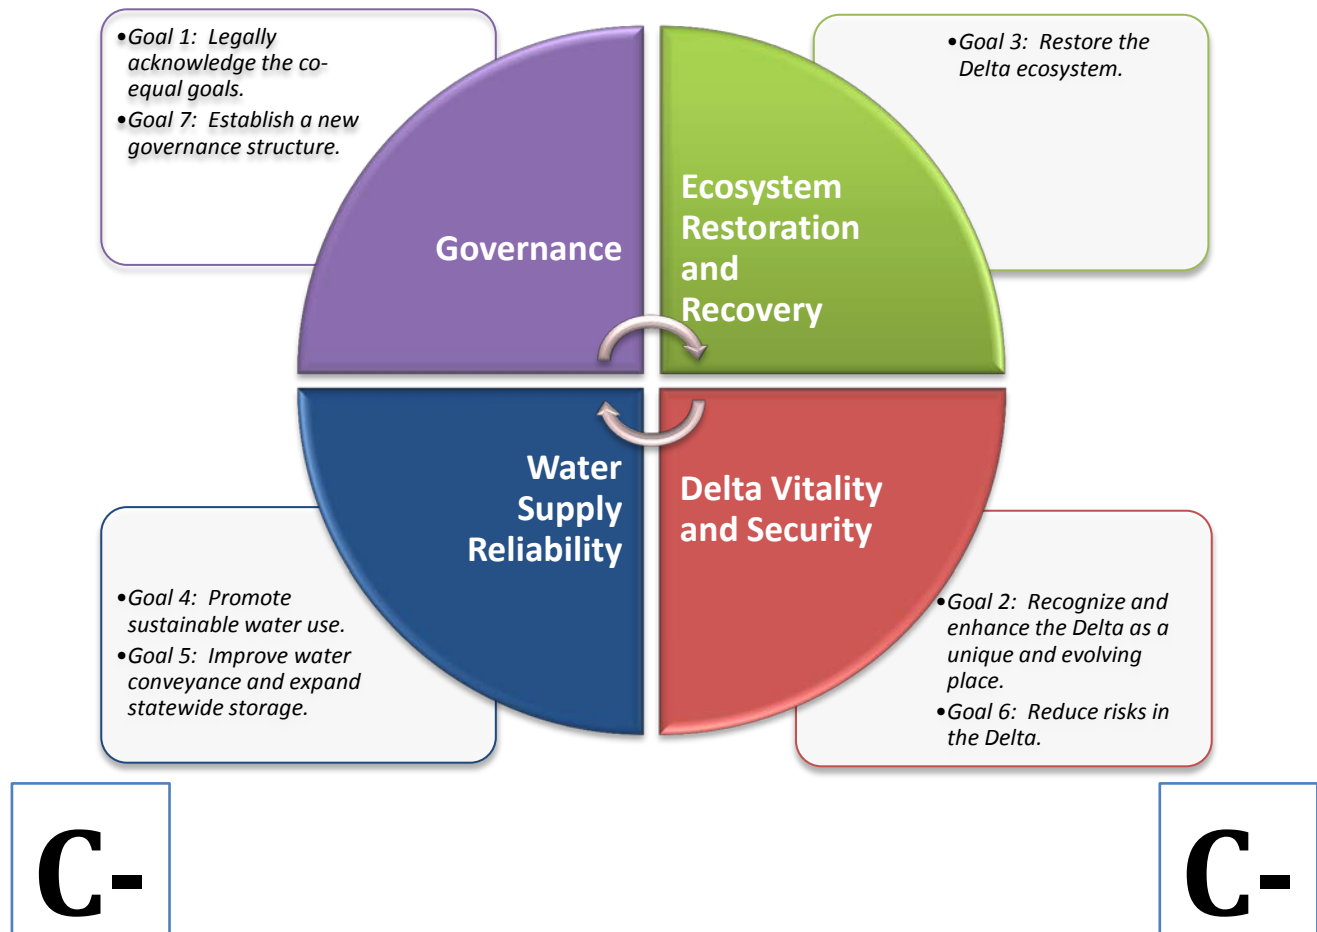 •Goal 1:  Legally
acknowledge the co-
equal goals.
•Goal 7:  Establish a new
governance structure.
•Goal 3:  Restore the
Delta ecosystem.
Governance
Ecosystem
Restoration
and
Recovery
Water
Supply
Reliability
Delta Vitality
and Security
•Goal 4:  Promote
sustainable water use.
•Goal 5:  Improve water
conveyance and expand
statewide storage.
•Goal 2:  Recognize and
enhance the Delta as a
unique and evolving
place.
•Goal 6:  Reduce risks in
the Delta.
C-
C-